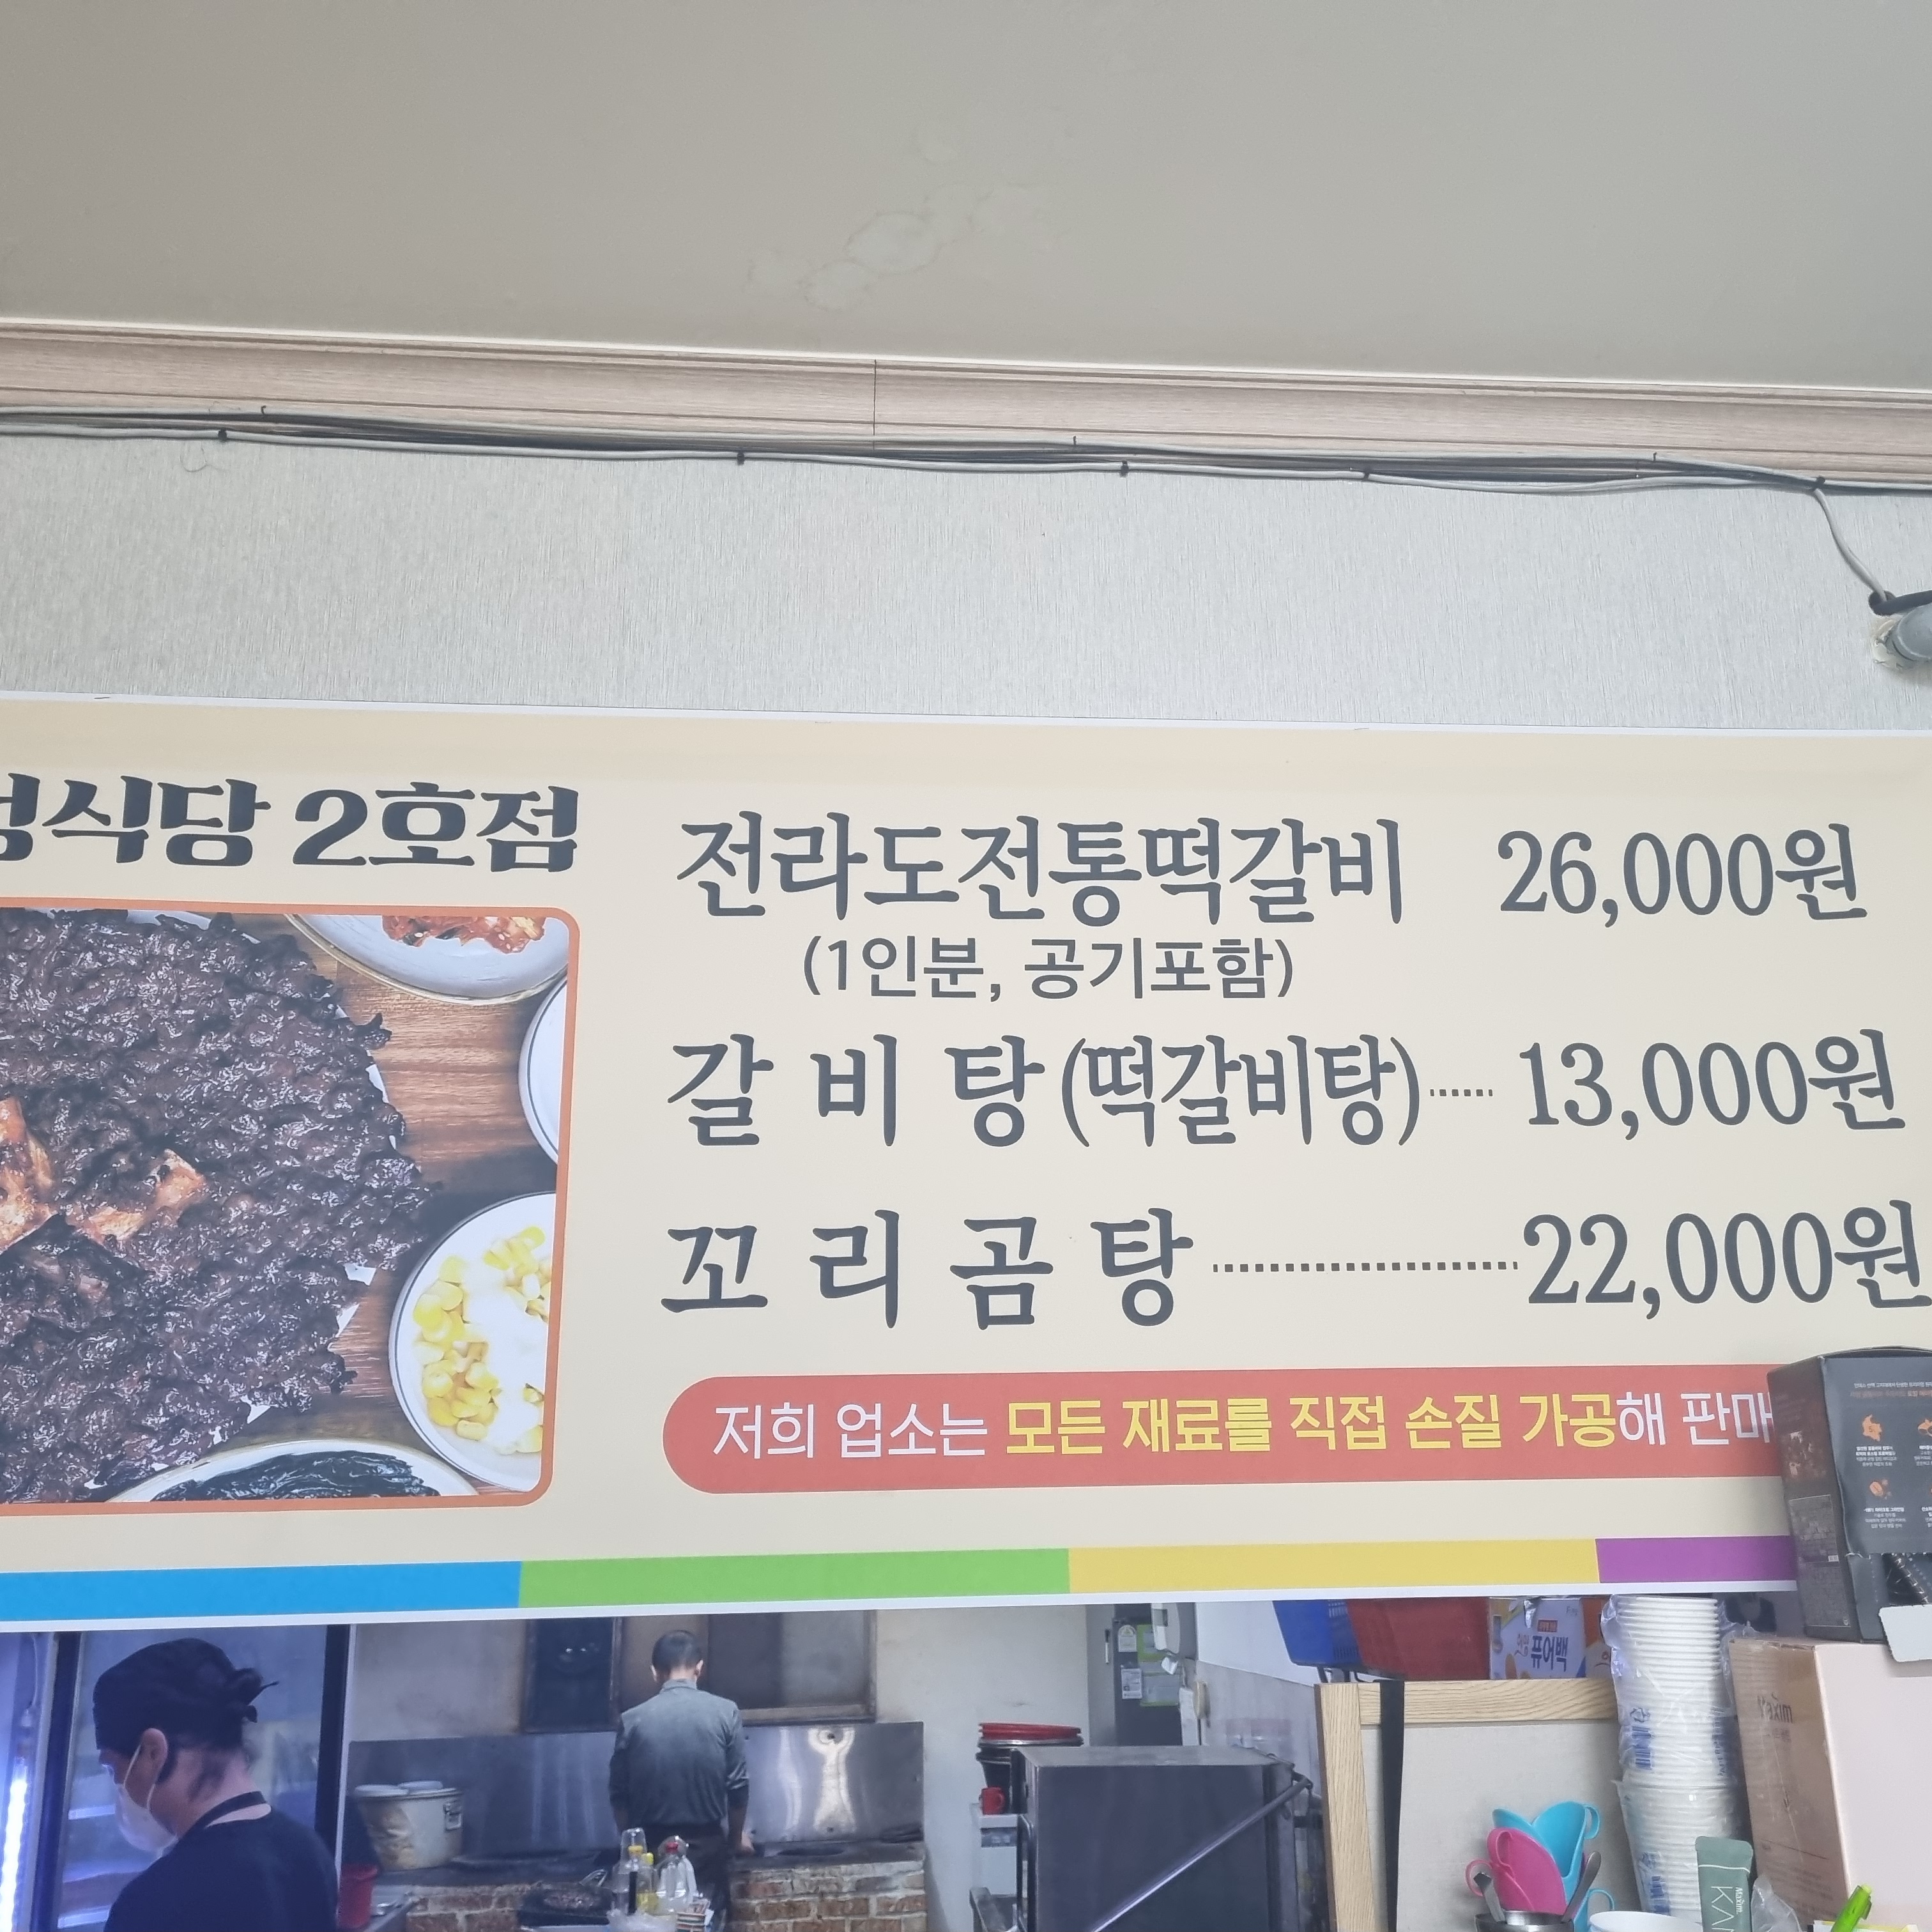 식당 2호점
전라도전통떡갈비 26,000원
(1인분, 공기포함)
갈 비 탕 (떡갈비탕) 13,000원
꼬 리 곰 탕 22,000원
저희 업소는 모든 재료를 직접 손질 가공해 판매
퓨어백
Maxim
Maxim
KA